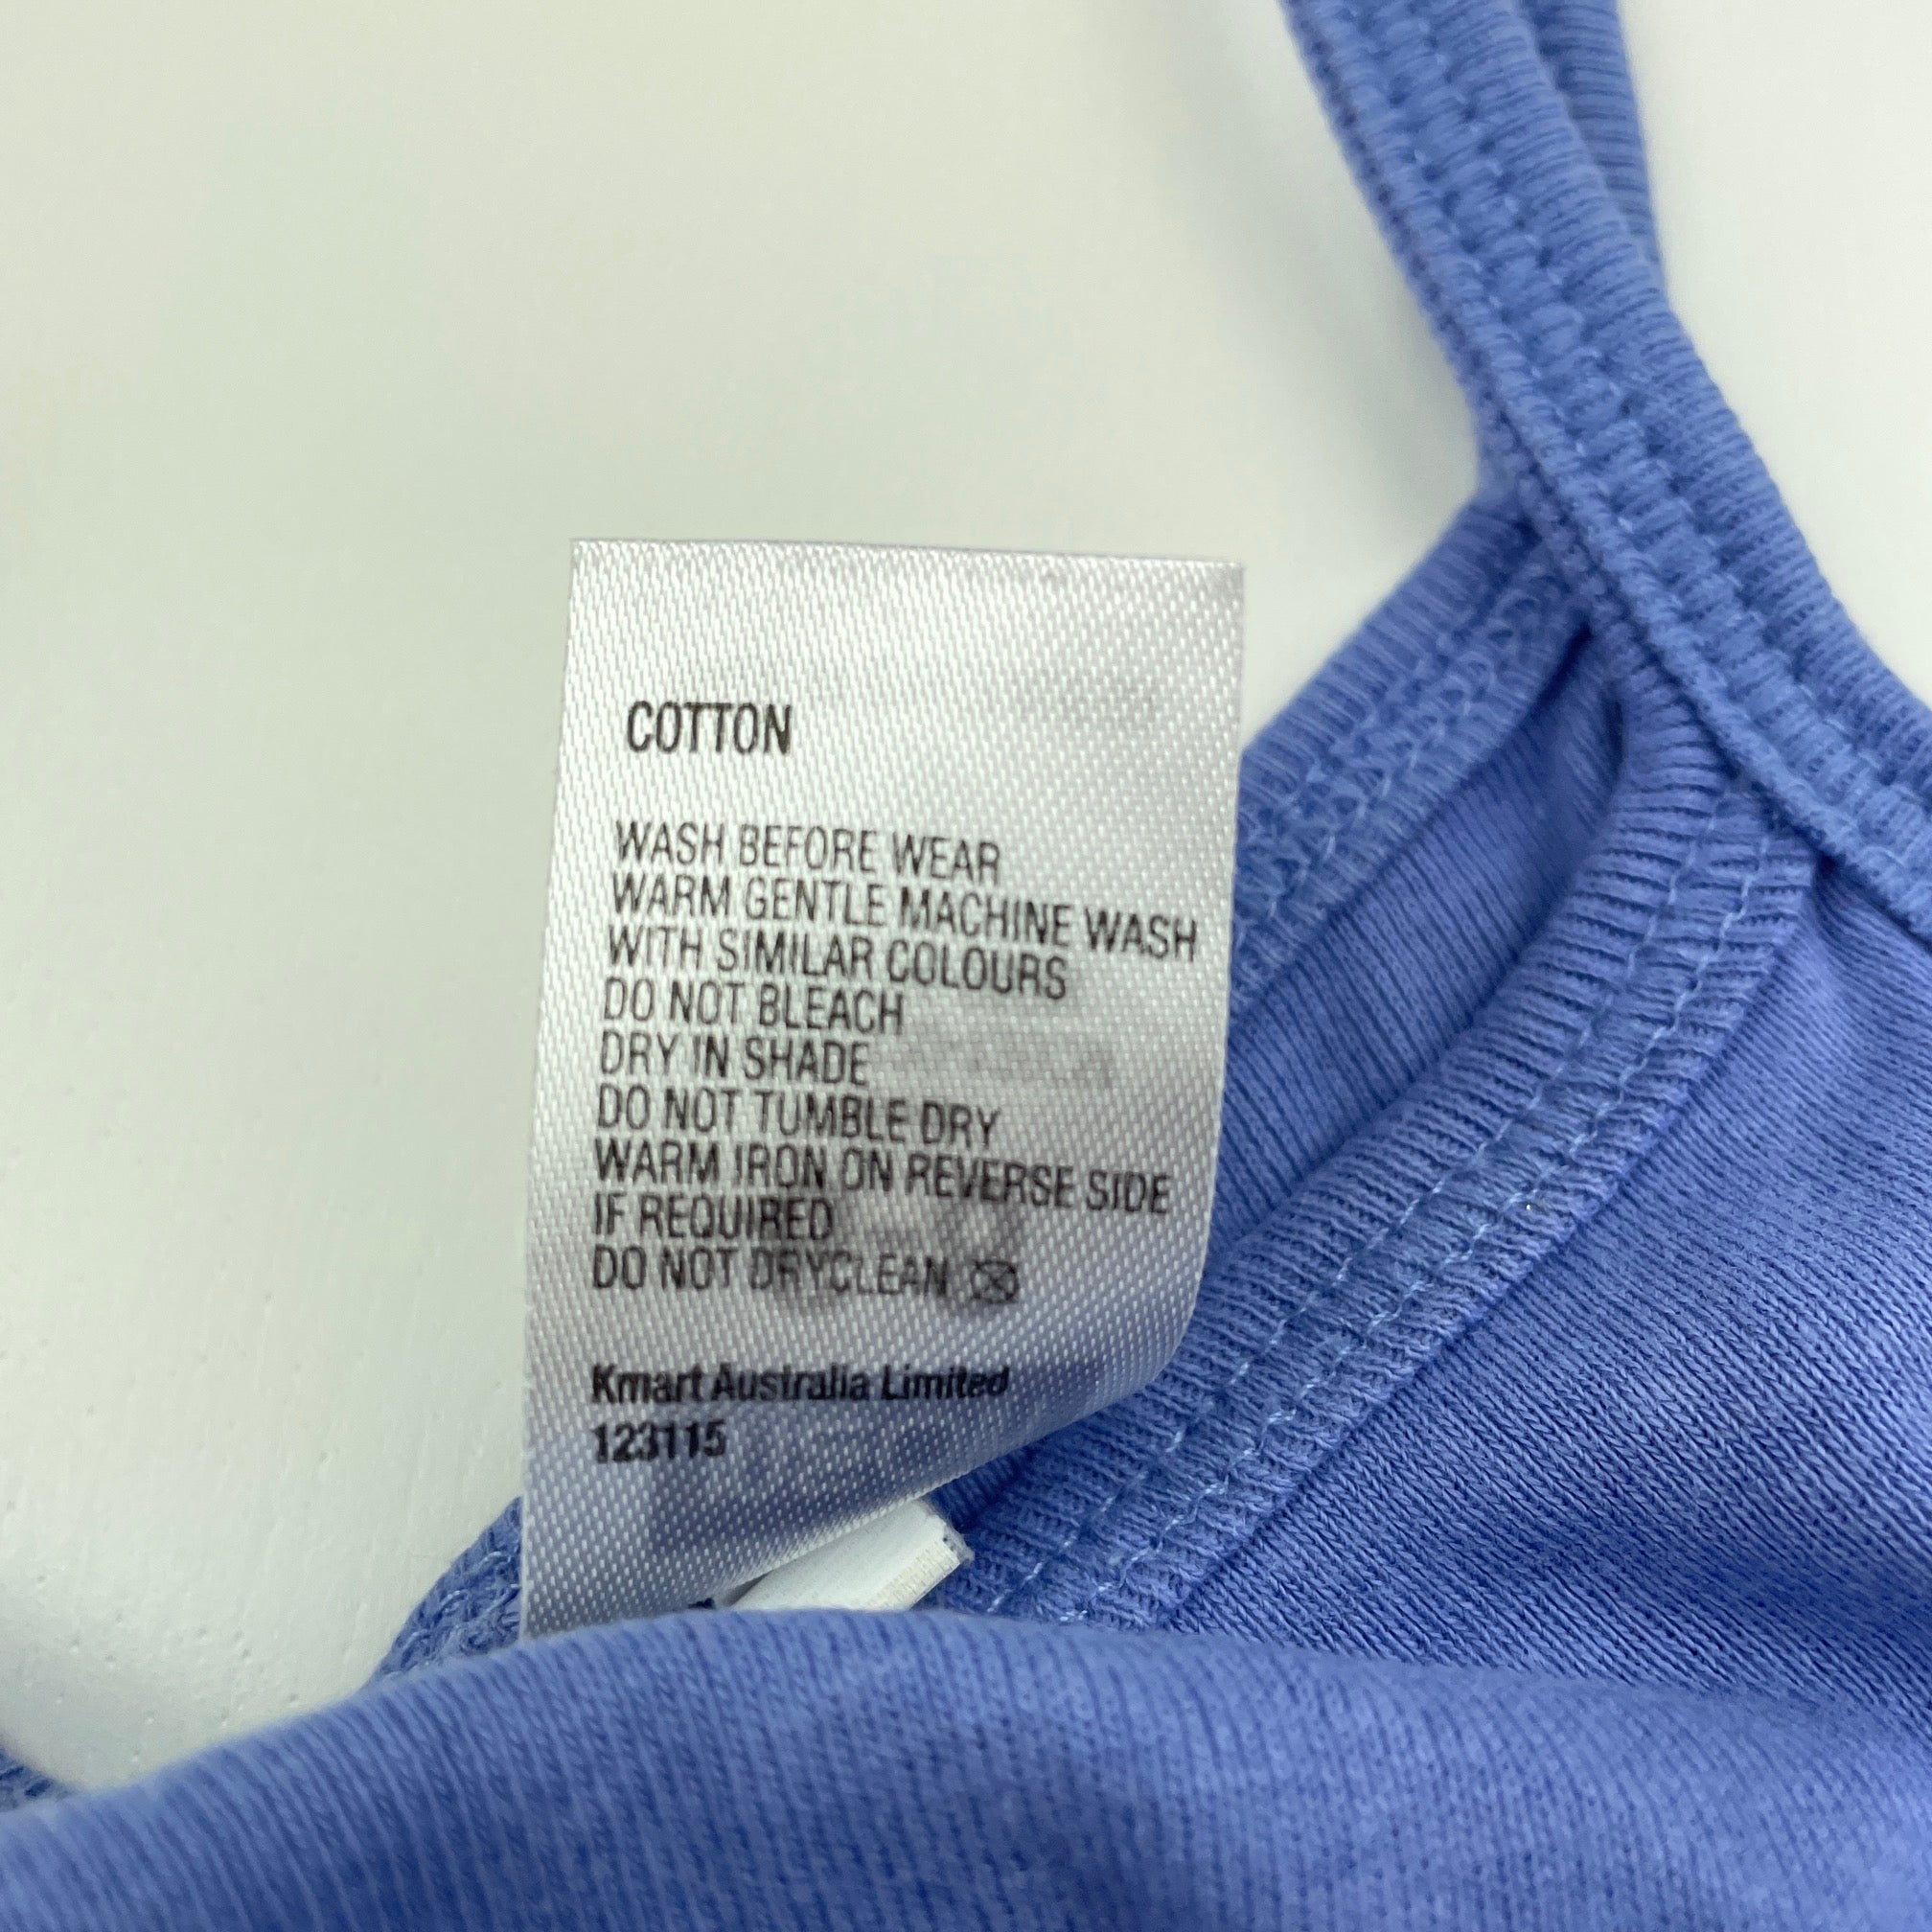 COTTON
WASH BEFORE WEAR
WARM GENTLE MACHINE WASH
WITH SIMILAR COLOURS
DO NOT BLEACH
DRY IN SHADE
DO NOT TUMBLE DRY
WARM IRON ON REVERSE SIDE
IF REQUIRED
DO NOT DRYCLEAN
Kmart Australia Limited
123115